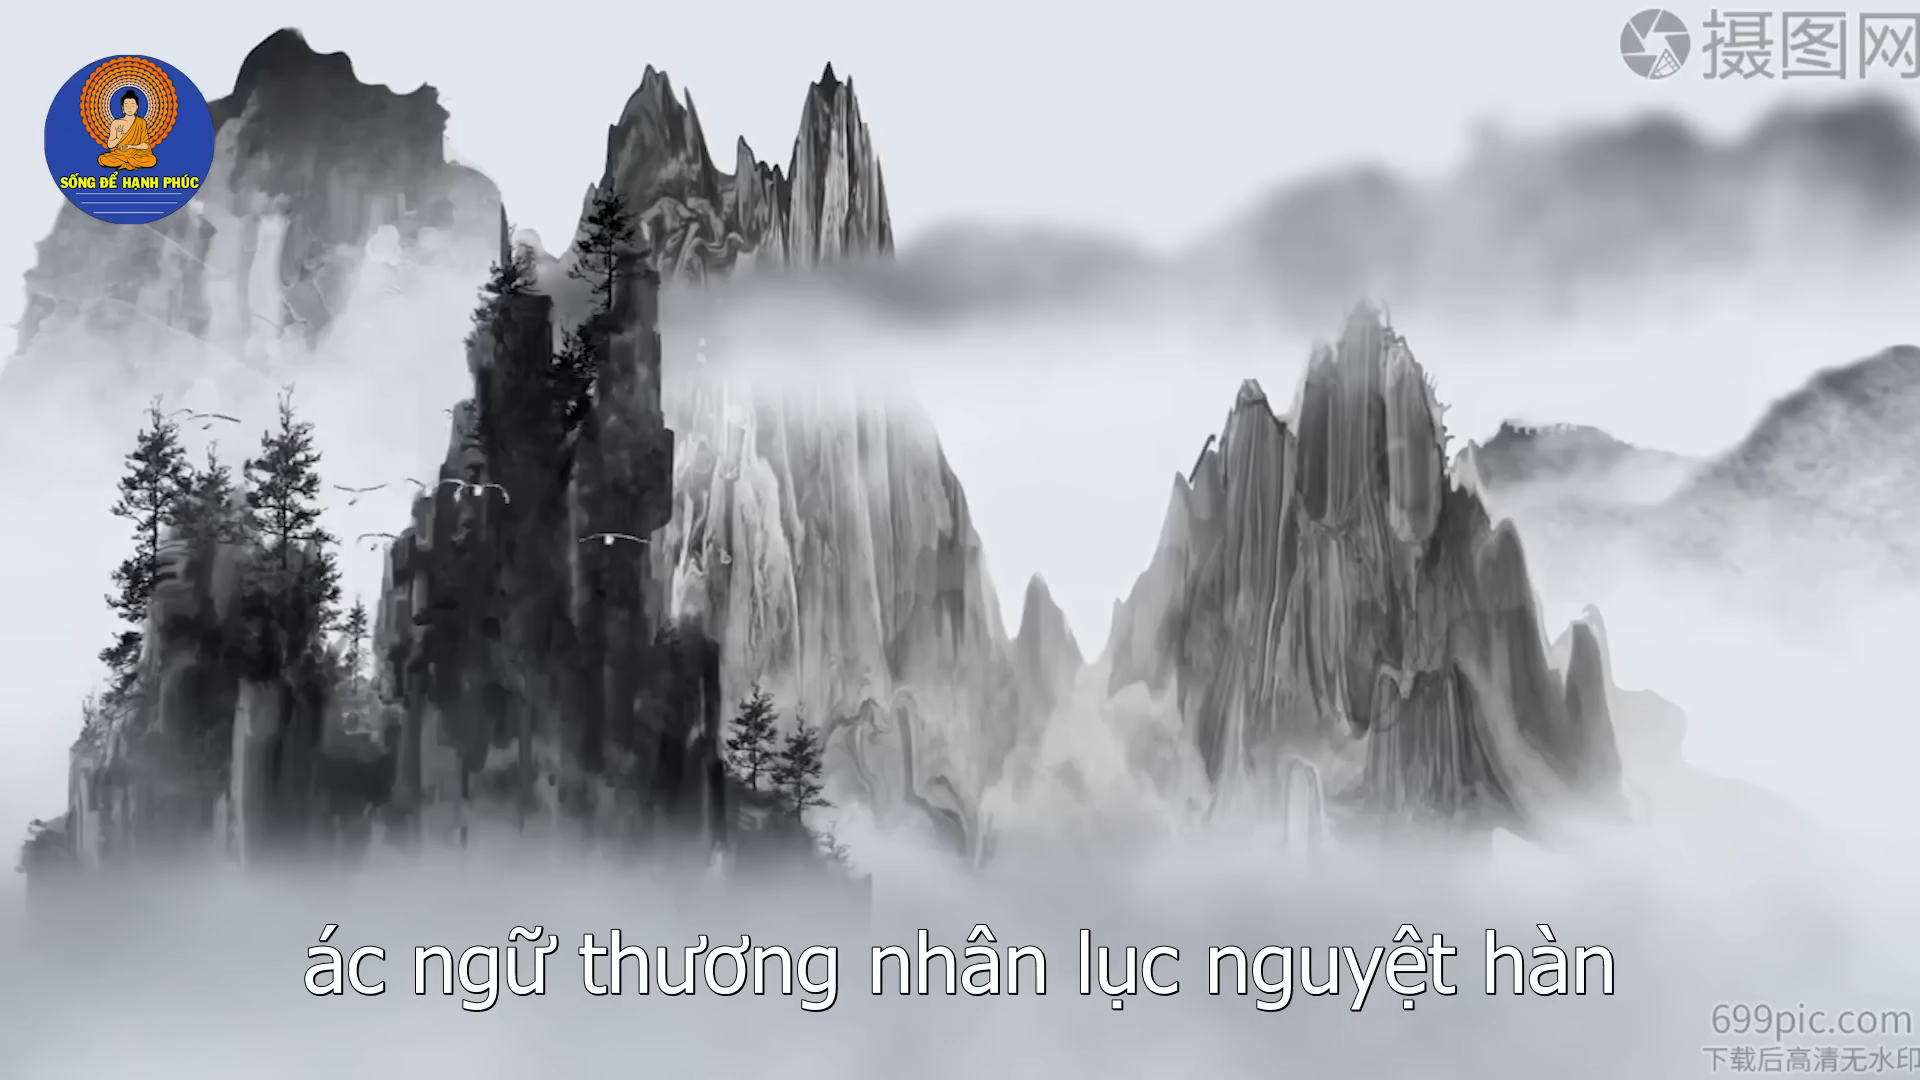 摄图网
SỐNG ĐỂ HẠNH PHÚC
ác ngữ thương nhân lục nguyệt hàn
699pic.com
下载后高清无水印